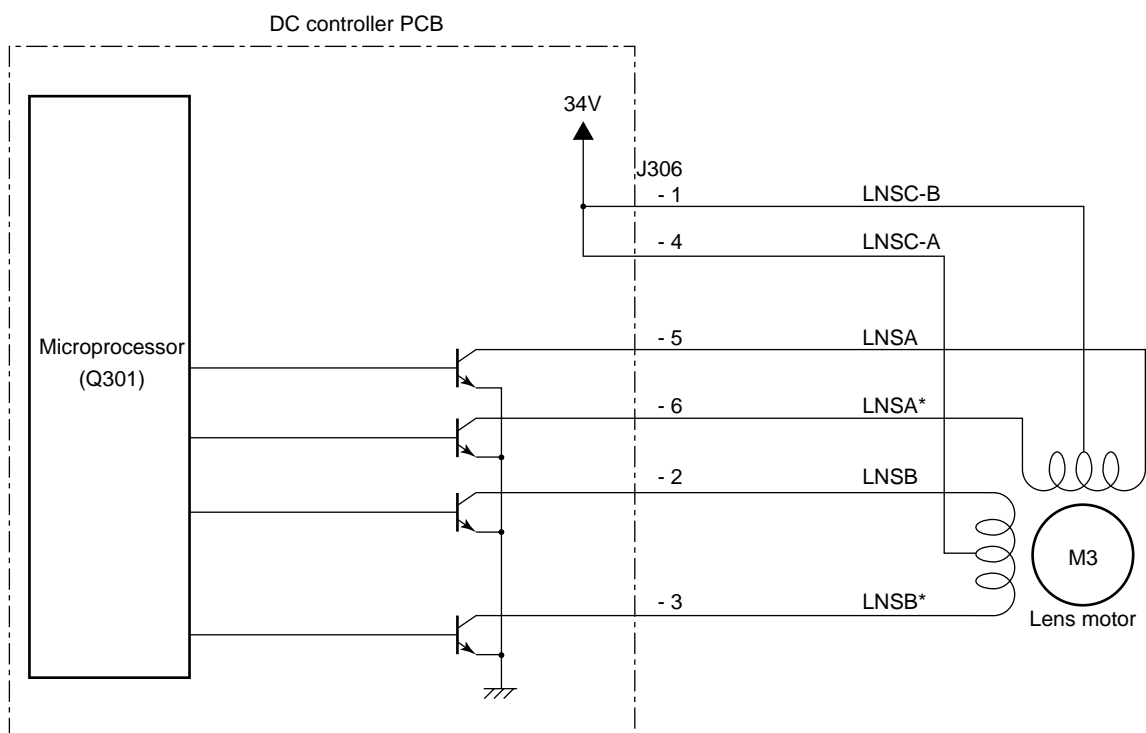 DC controller PCB
34V
J306
- 1 LNSC-B
- 4 LNSC-A
Microprocessor
(Q301)
- 5 LNSA
- 6 LNSA*
- 2 LNSB
- 3 LNSB*
M3
Lens motor